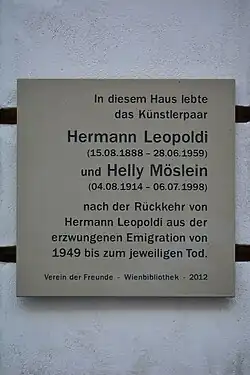 In diesem Haus lebte
das Künstlerpaar
Hermann Leopoldi
(15.08.1888 – 28.06.1959)
und Helly Möslein
(04.08.1914 – 06.07.1998)
nach der Rückkehr von
Hermann Leopoldi aus der
erzwungenen Emigration von
1949 bis zum jeweiligen Tod.
Verein der Freunde - Wienbibliothek - 2012